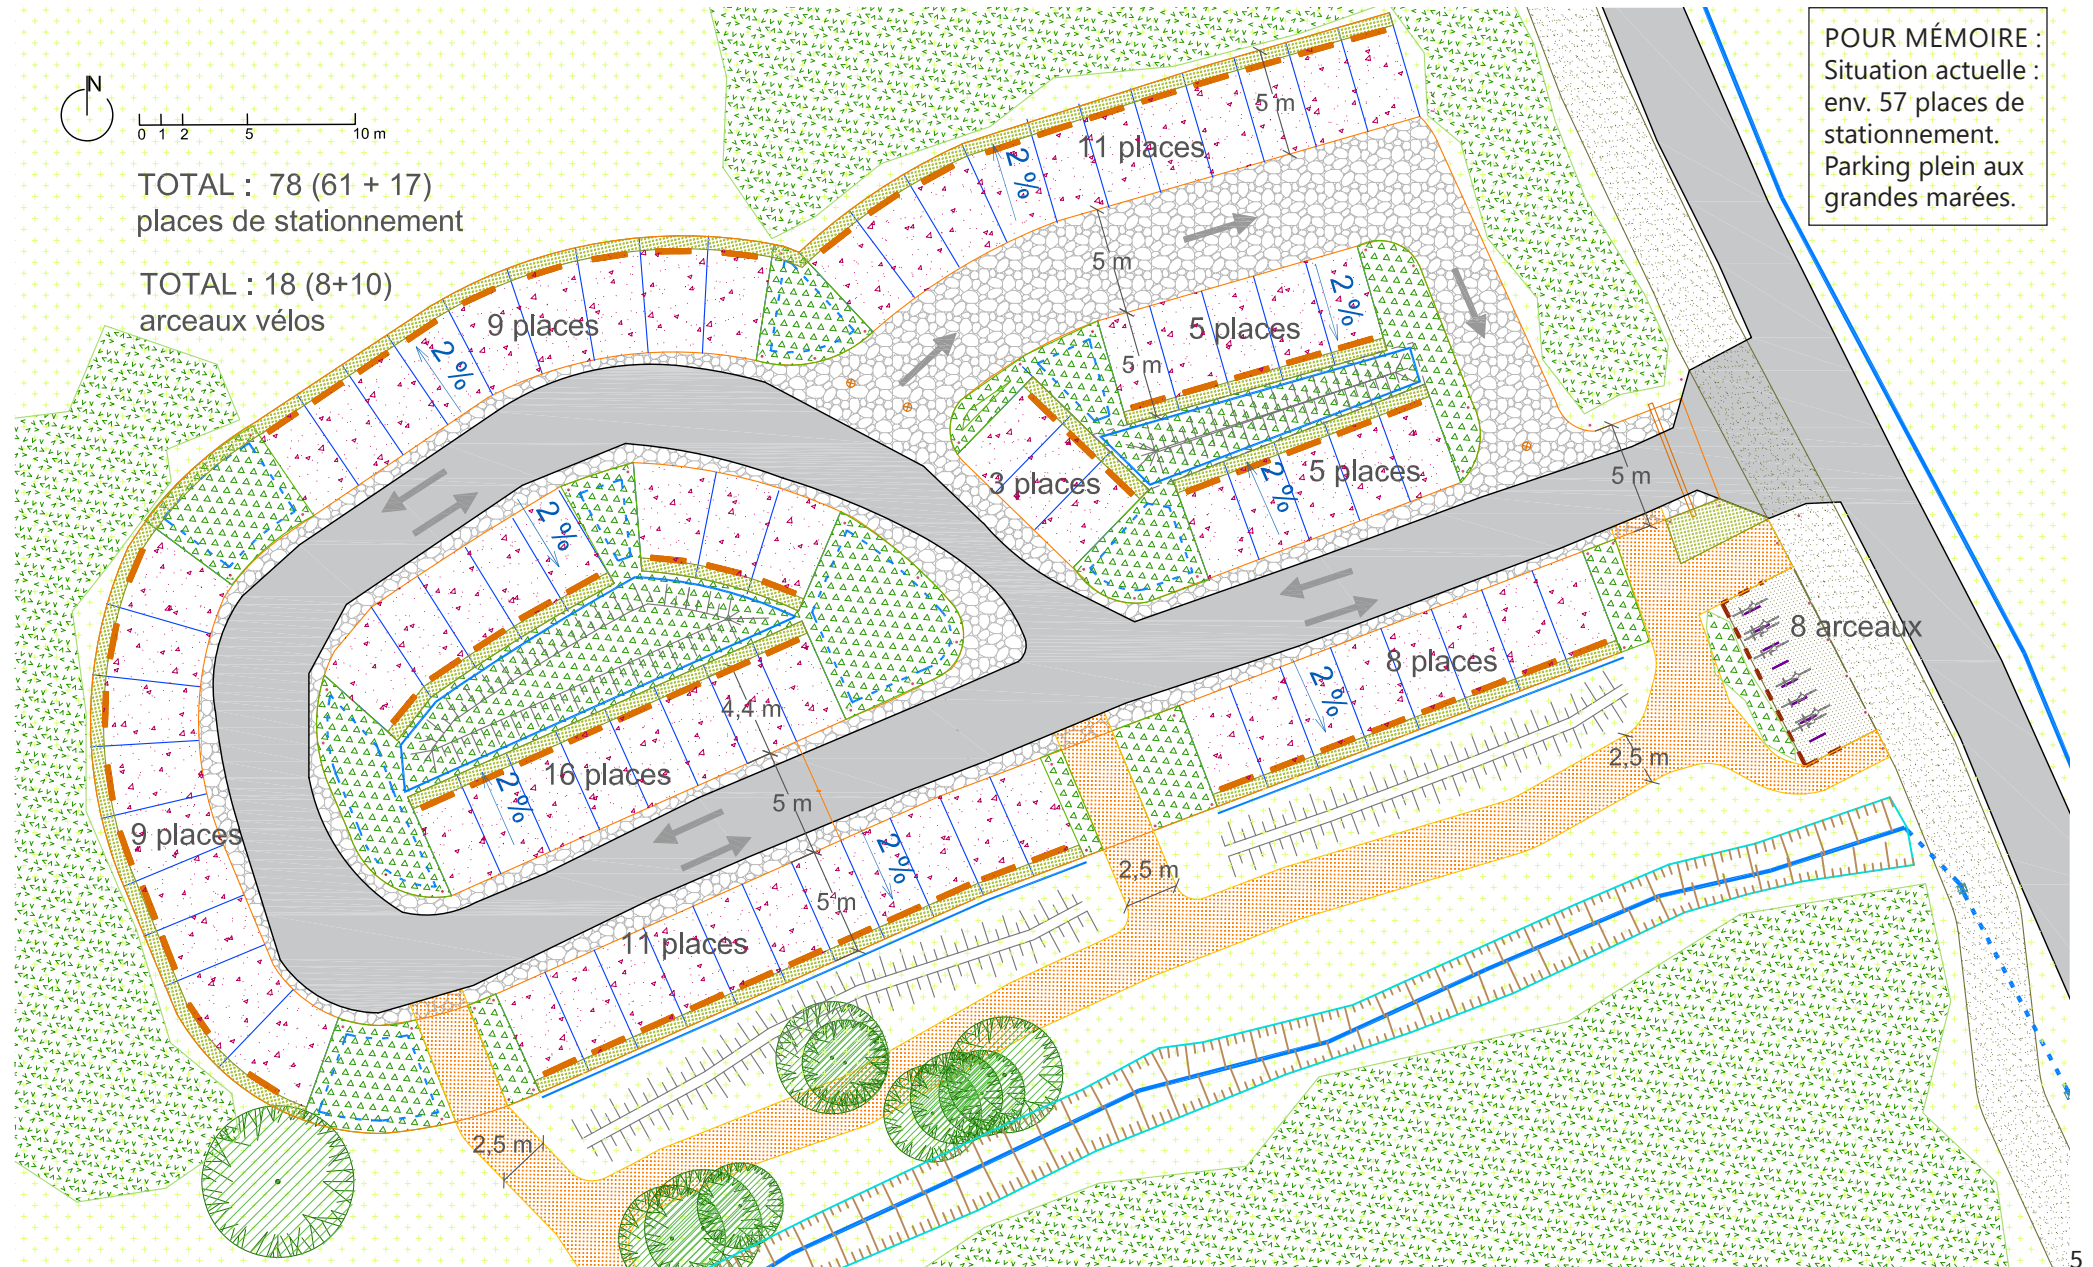 N
0 1 2 5 10 m
TOTAL : 78 (61 + 17)
places de stationnement
TOTAL : 18 (8+10)
arceaux vélos
POUR MÉMOIRE :
Situation actuelle :
env. 57 places de
stationnement.
Parking plein aux
grandes marées.
5 m
11 places
2 %
5 m
2 %
5 places
9 places
2 %
5 m
3 places
2 %
5 places
5 m
2 %
8 arceaux
8 places
2 %
4,4 m
2,5 m
16 places
2 %
5 m
9 places
2 %
2,5 m
5 m
11 places
2,5 m
5